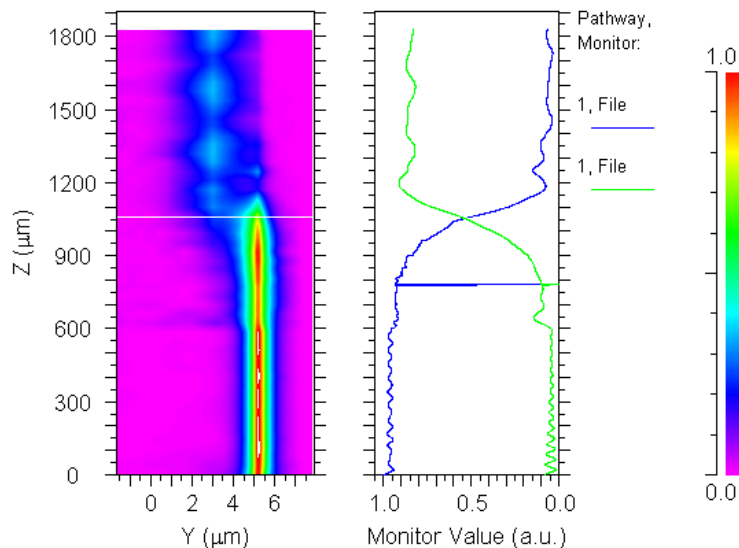 1800
1500
1200
900
600
300
0
Z (µm)
0 2 4 6
Y (µm)
1.0 0.5 0.0
Monitor Value (a.u.)
Pathway,
Monitor:
1, File
1, File
1.0
0.0